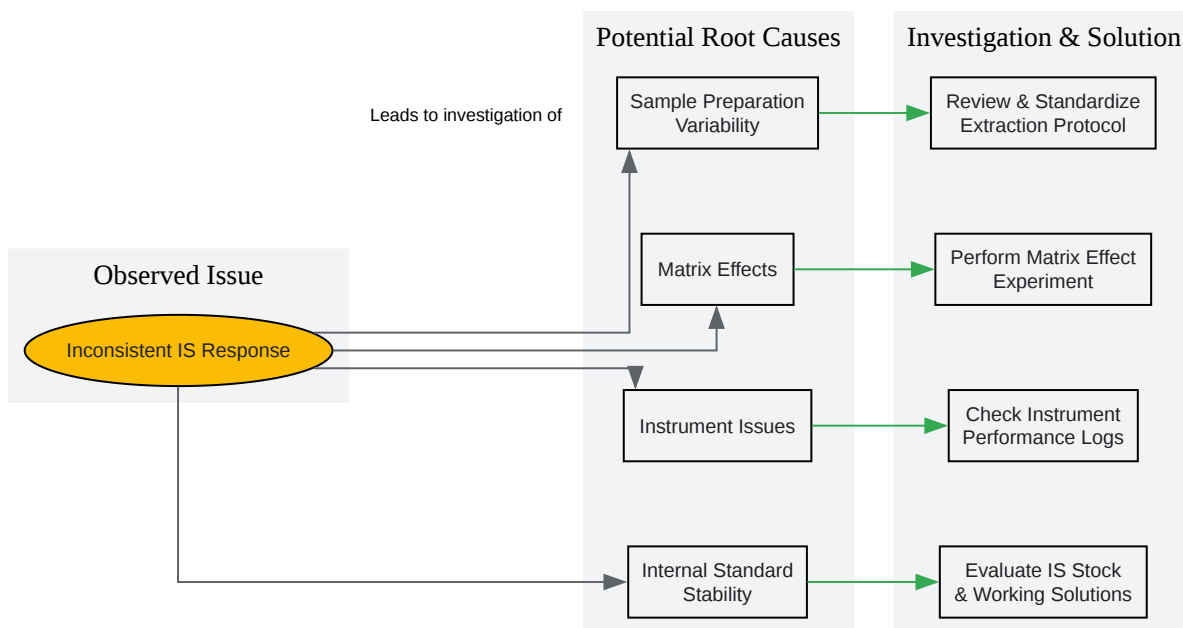 Potential Root Causes
Investigation & Solution
Leads to investigation of
Sample Preparation
Variability
Review & Standardize
Extraction Protocol
Observed Issue
Inconsistent IS Response
Matrix Effects
Perform Matrix Effect
Experiment
Instrument Issues
Check Instrument
Performance Logs
Internal Standard
Stability
Evaluate IS Stock
& Working Solutions